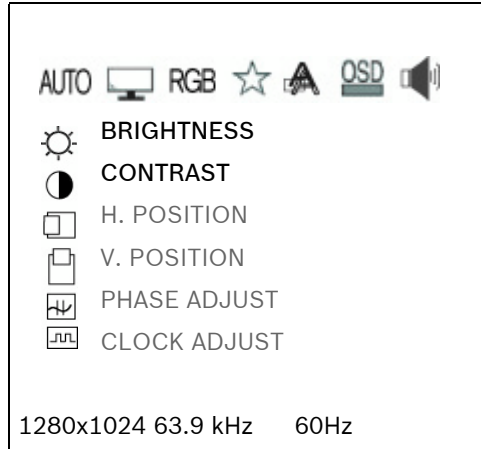 AUTO RGB A OSD
BRIGHTNESS
CONTRAST
H. POSITION
V. POSITION
PHASE ADJUST
CLOCK ADJUST
1280x1024 63.9 kHz 60Hz